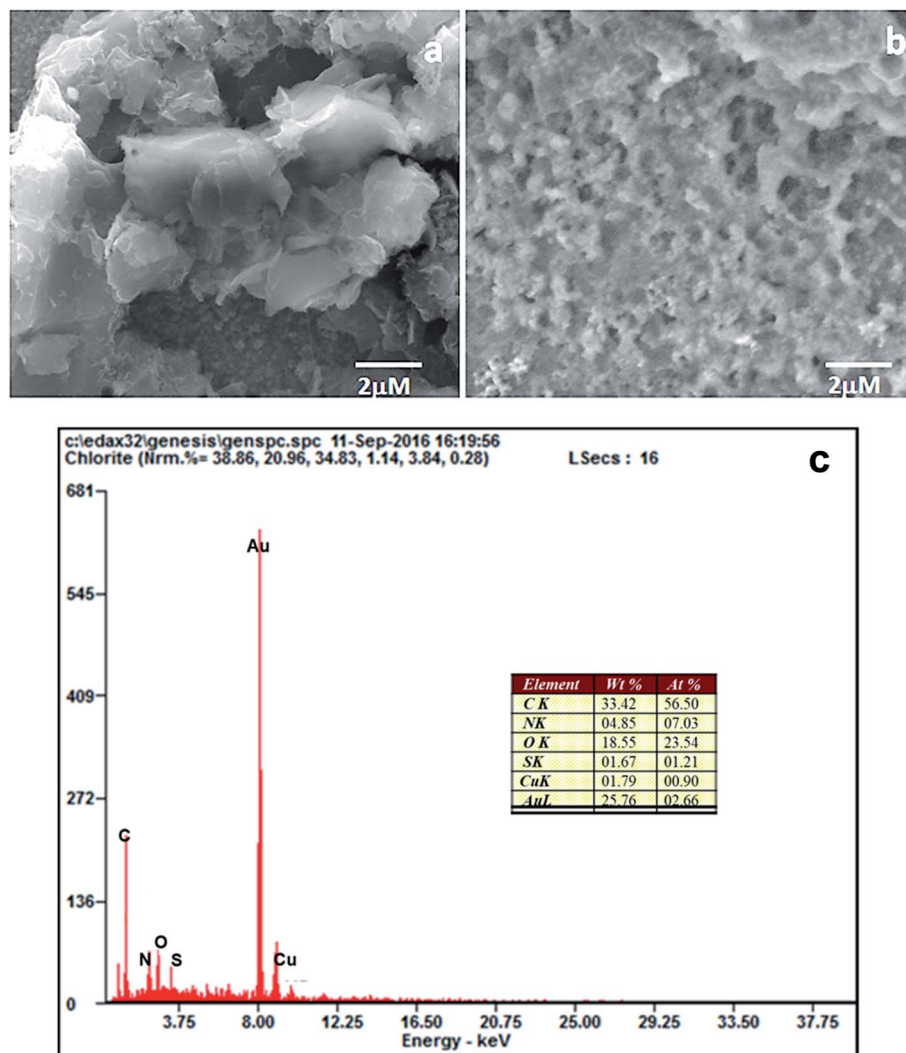 a
b
2μM
2μM
c:\edax32\genesis\genspc.spc 11-Sep-2016 16:19:56
Chlorite (Nrm.%= 38.86, 20.96, 34.83, 1.14, 3.84, 0.28) LSecs : 16
c
681
545
409
272
136
0
Au
C
N
O
S
Cu
Element Wt % At %
C K 33.42 56.50
NK 04.85 07.03
O K 18.55 23.54
SK 01.67 01.21
CuK 01.79 00.90
AuL 25.76 02.66
3.75 8.00 12.25 16.50 20.75 25.00 29.25 33.50 37.75
Energy - keV